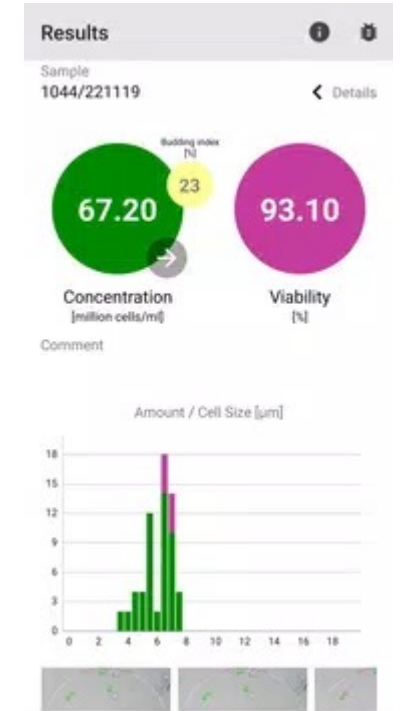 Results
Sample
1044/221119
Details
Budding index
[%]
23
67.20
93.10
Concentration
[million cells/ml]
Viability
[%]
Comment
Amount / Cell Size [µm]
18
15
12
9
6
3
0
0 2 4 6 8 10 12 14 16 18